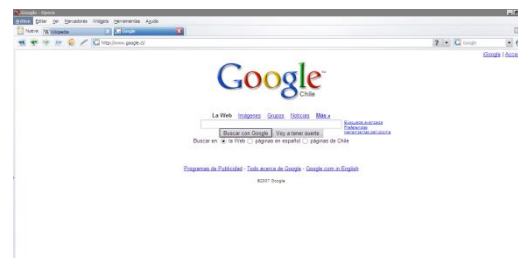 Google - Opera
Archivo Editar Ver Marcadores Widgets Herramientas Ayuda
Nueva Wikipedia Google
http://www.google.cl/ ? Google
iGoogle |
Google
Chile
La Web Imágenes Grupos Noticias Más »
Búsqueda avanzada
Preferencias
Herramientas del idioma
Buscar con Google Voy a tener suerte
Buscar en: la Web páginas en español páginas de Chile
Programas de Publicidad - Todo acerca de Google - Google.com in English
©2007 Google